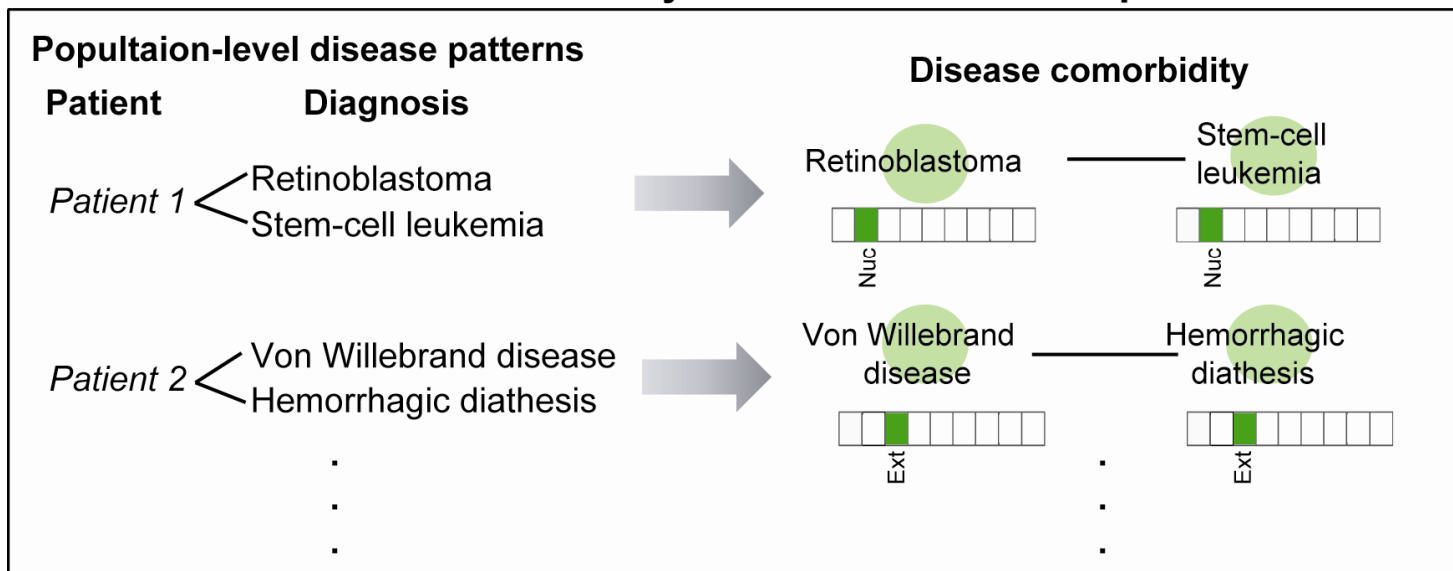 Popultaion-level disease patterns
Patient Diagnosis
Patient 1
Retinoblastoma
Stem-cell leukemia
Patient 2
Von Willebrand disease
Hemorrhagic diathesis
Disease comorbidity
Retinoblastoma
Stem-cell
leukemia
Nuc
Nuc
Von Willebrand
disease
Hemorrhagic
diathesis
Ext
Ext